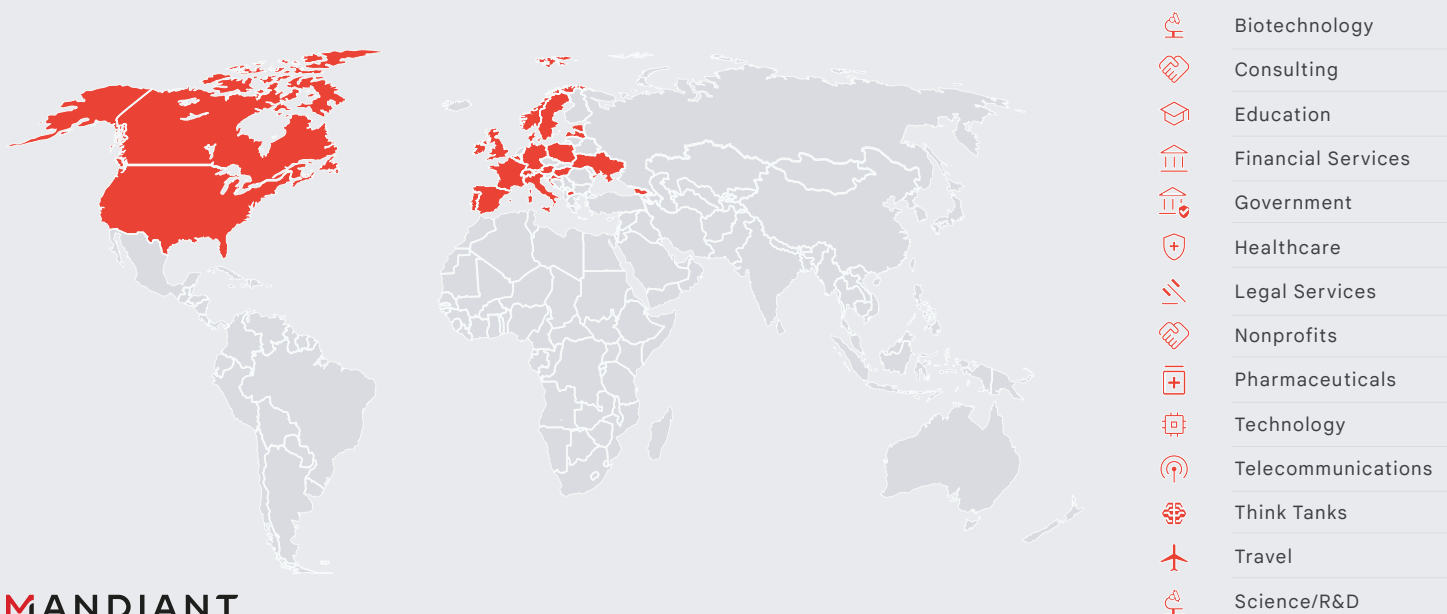 Biotechnology
Consulting
Education
Financial Services
Government
Healthcare
Legal Services
Nonprofits
Pharmaceuticals
Technology
Telecommunications
Think Tanks
Travel
Science/R&D
MANDIANT